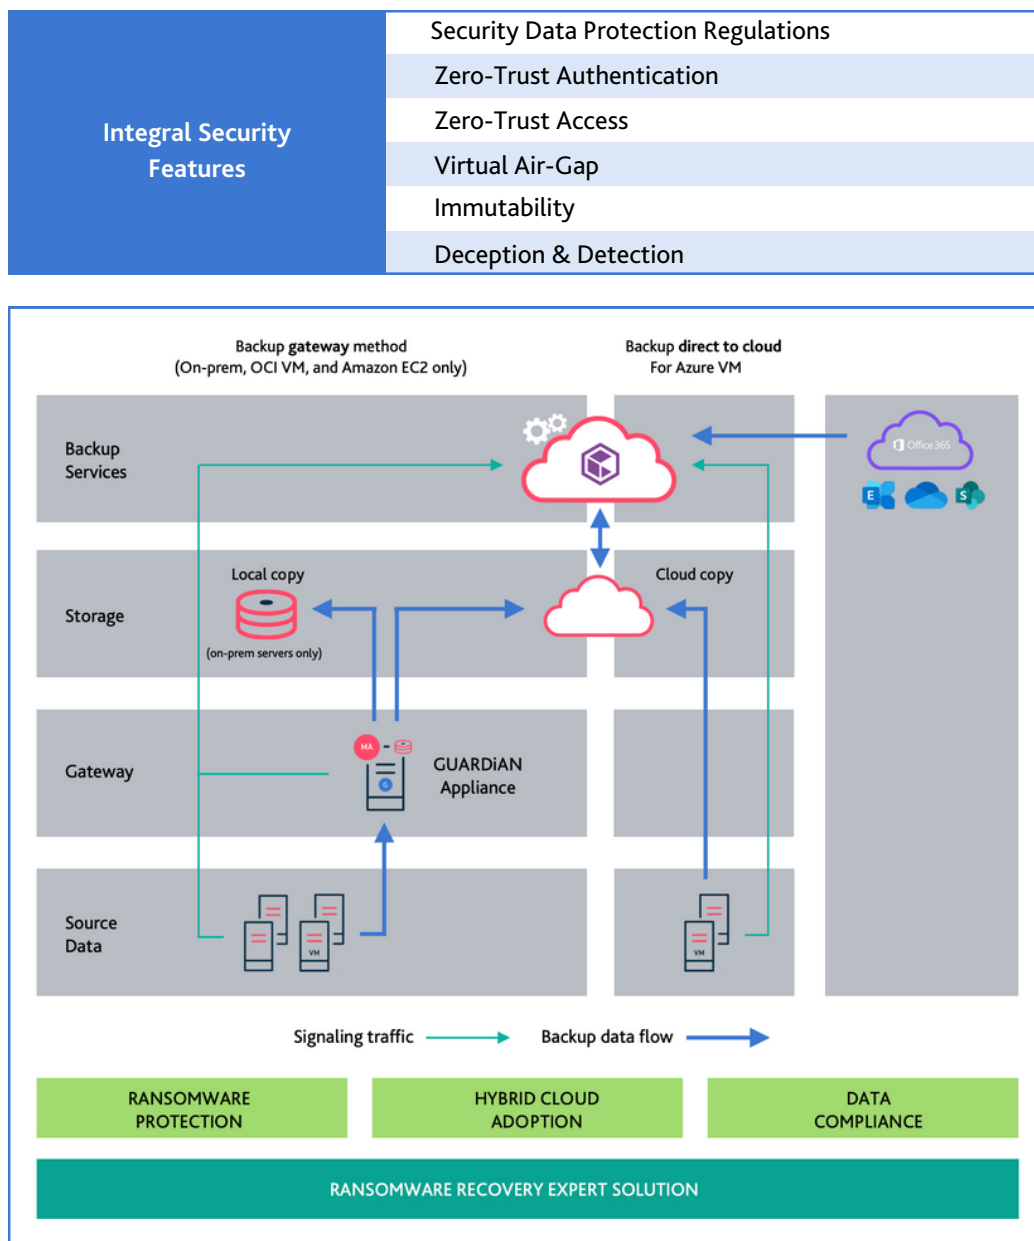 Integral Security
Features
Security Data Protection Regulations
Zero-Trust Authentication
Zero-Trust Access
Virtual Air-Gap
Immutability
Deception & Detection
Backup gateway method
(On-prem, OCI VM, and Amazon EC2 only)
Backup direct to cloud
For Azure VM
Backup
Services
Office 365
E
S
Storage
Local copy
(on-prem servers only)
Cloud copy
Gateway
MA
G
GUARDiAN
Appliance
Source
Data
VM
VM
Signaling traffic
Backup data flow
RANSOMWARE
PROTECTION
HYBRID CLOUD
ADOPTION
DATA
COMPLIANCE
RANSOMWARE RECOVERY EXPERT SOLUTION